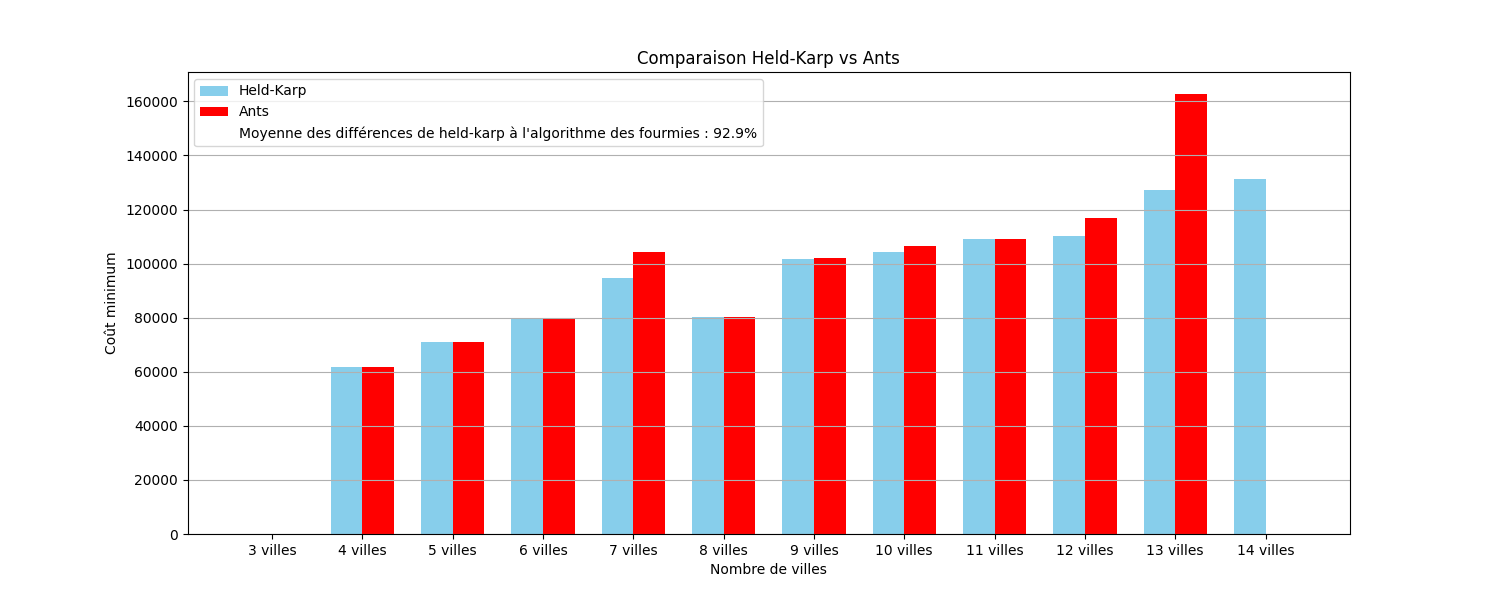 Comparaison Held-Karp vs Ants
Held-Karp
Ants
Moyenne des différences de held-karp à l'algorithme des fourmies : 92.9%
Coût minimum
160000
140000
120000
100000
80000
60000
40000
20000
0
3 villes 4 villes 5 villes 6 villes 7 villes 8 villes 9 villes 10 villes 11 villes 12 villes 13 villes 14 villes
Nombre de villes